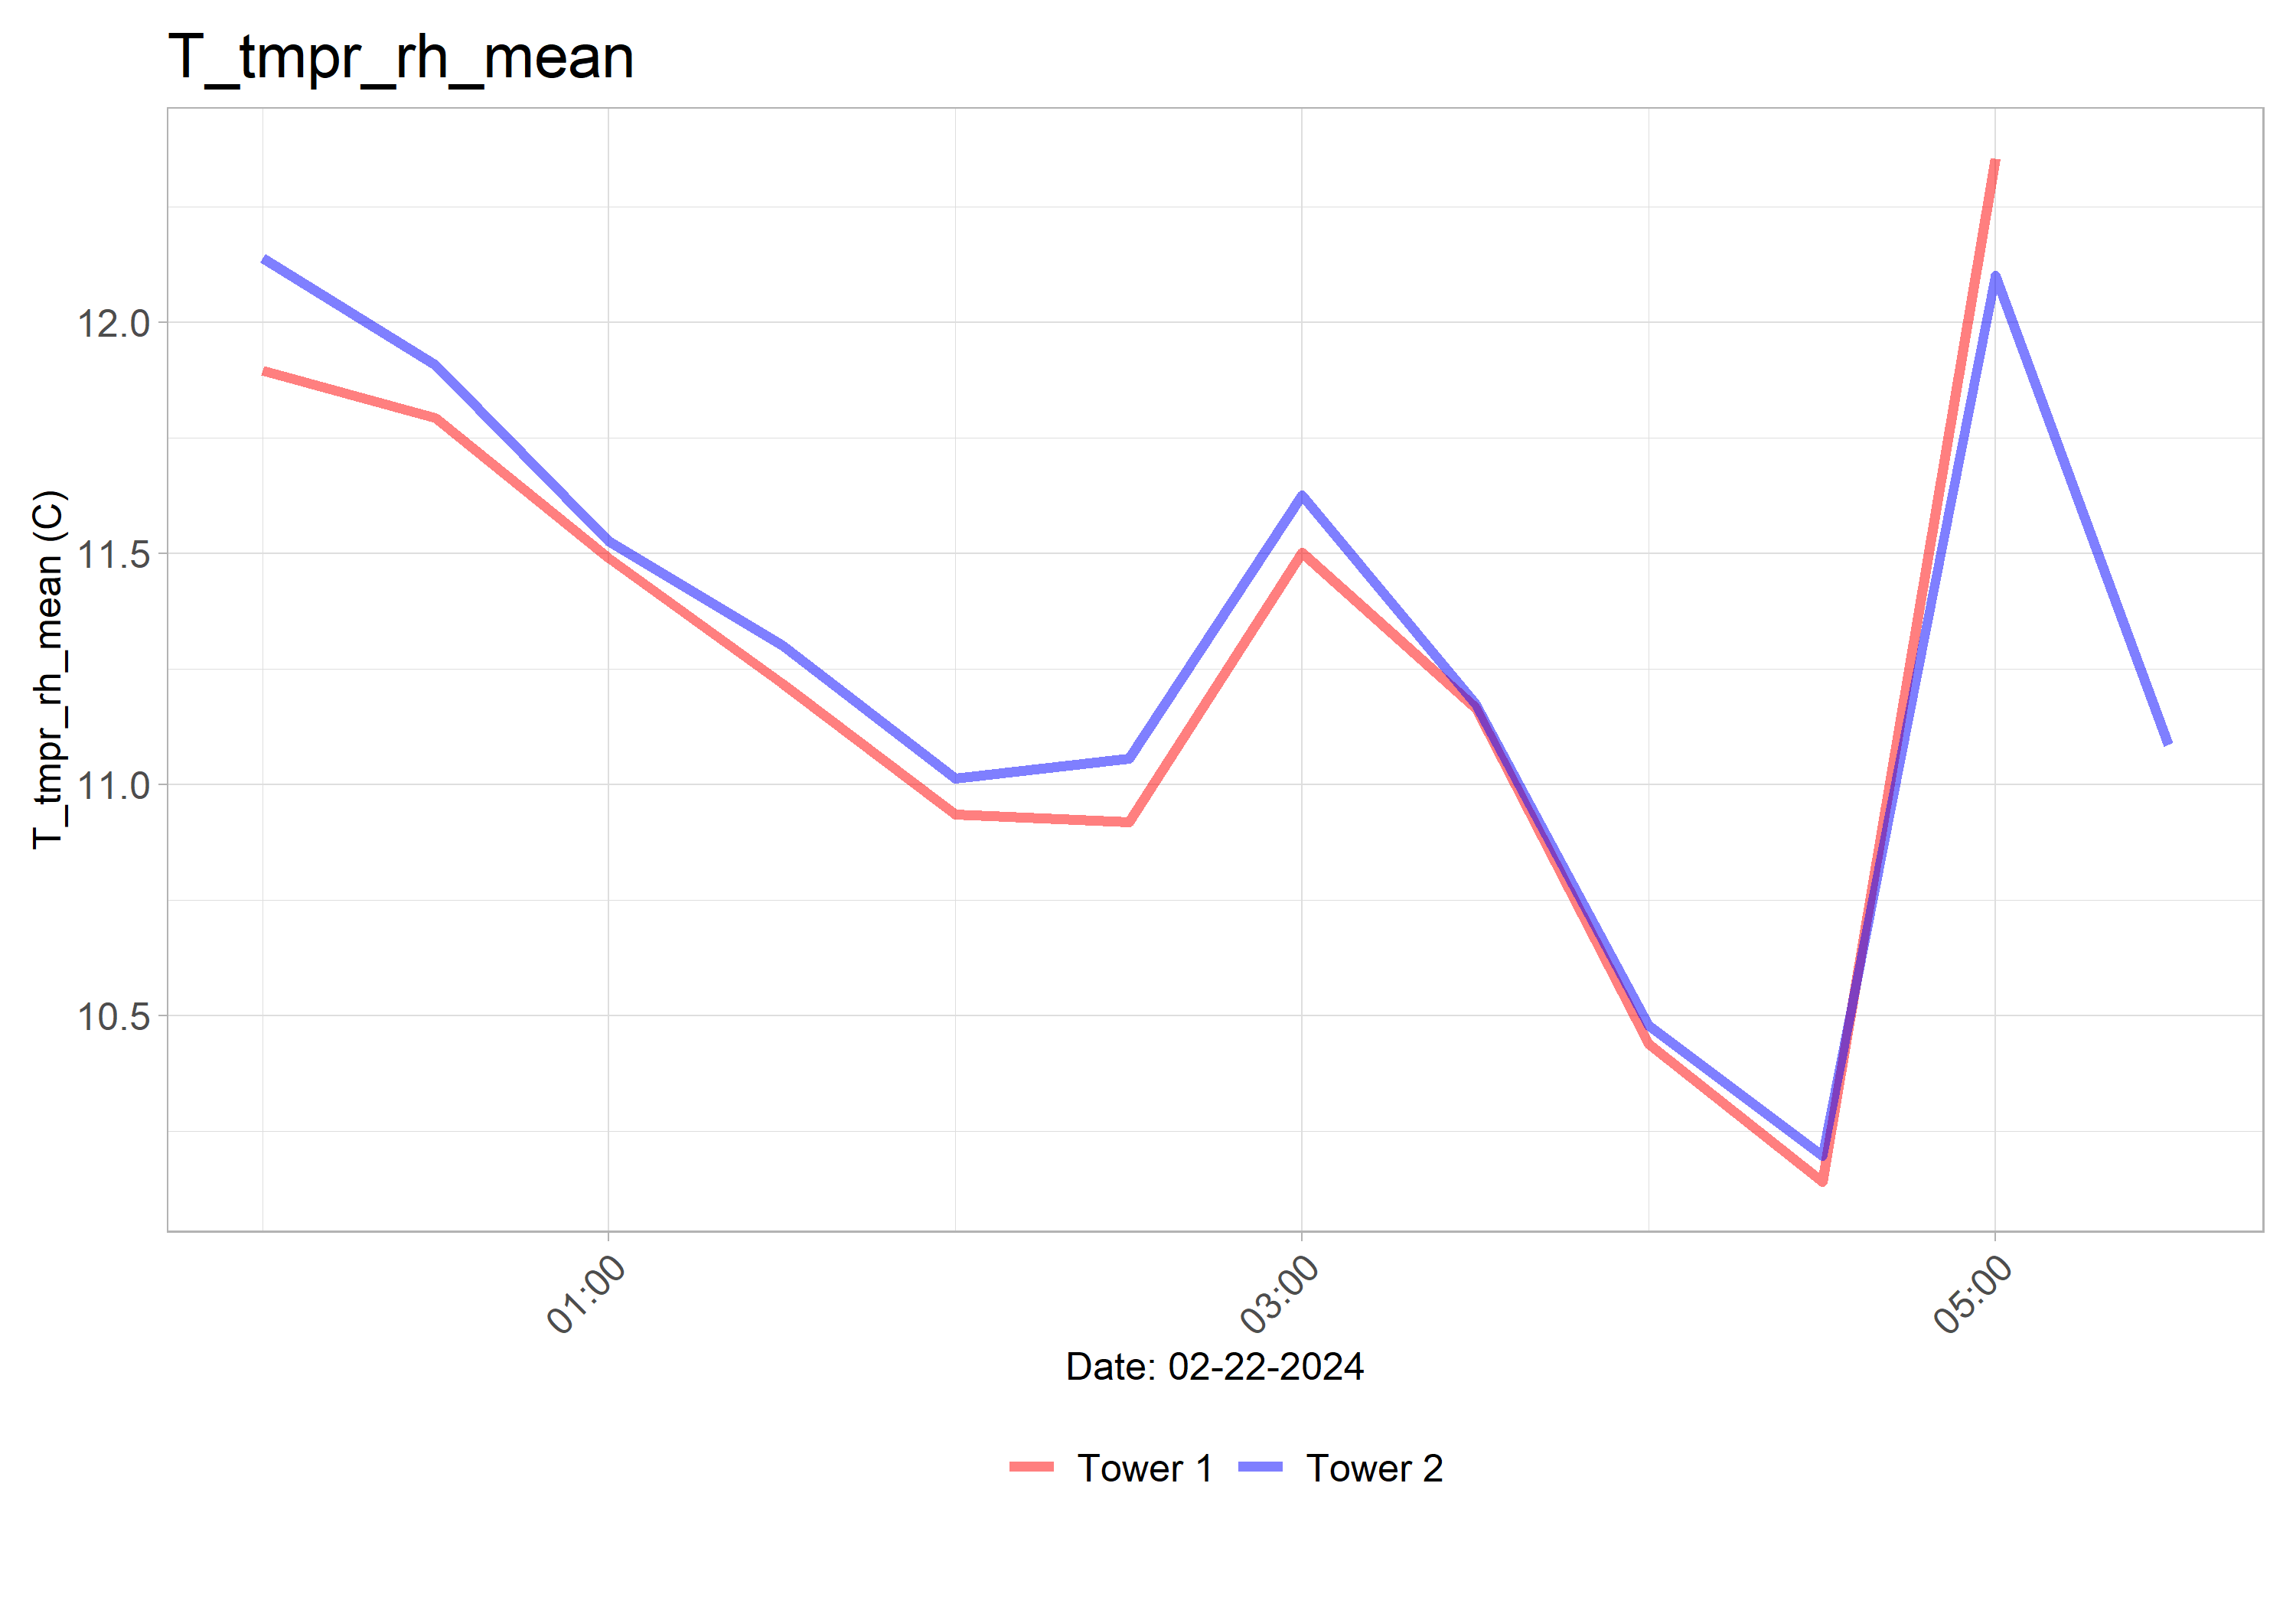 T_tmpr_rh_mean
T_tmpr_rh_mean (C)
12.0
11.5
11.0
10.5
01:00
03:00
05:00
Date: 02-22-2024
Tower 1
Tower 2